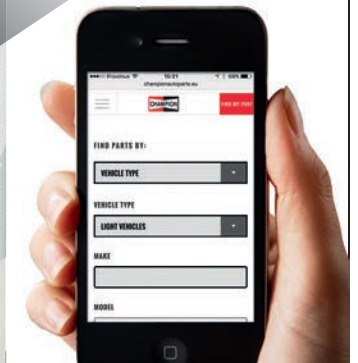 Proximus 10:21
championautoparts.eu
CHAMPION
FIND MY PART
FIND PARTS BY:
VEHICLE TYPE
VEHICLE TYPE
LIGHT VEHICLES
MAKE
MODEL